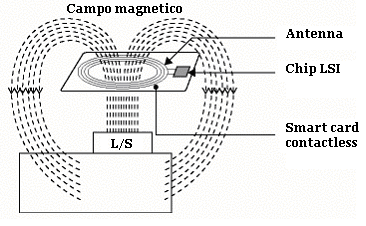 Campo magnetico
Antenna
Chip LSI
Smart card
contactless
L/S